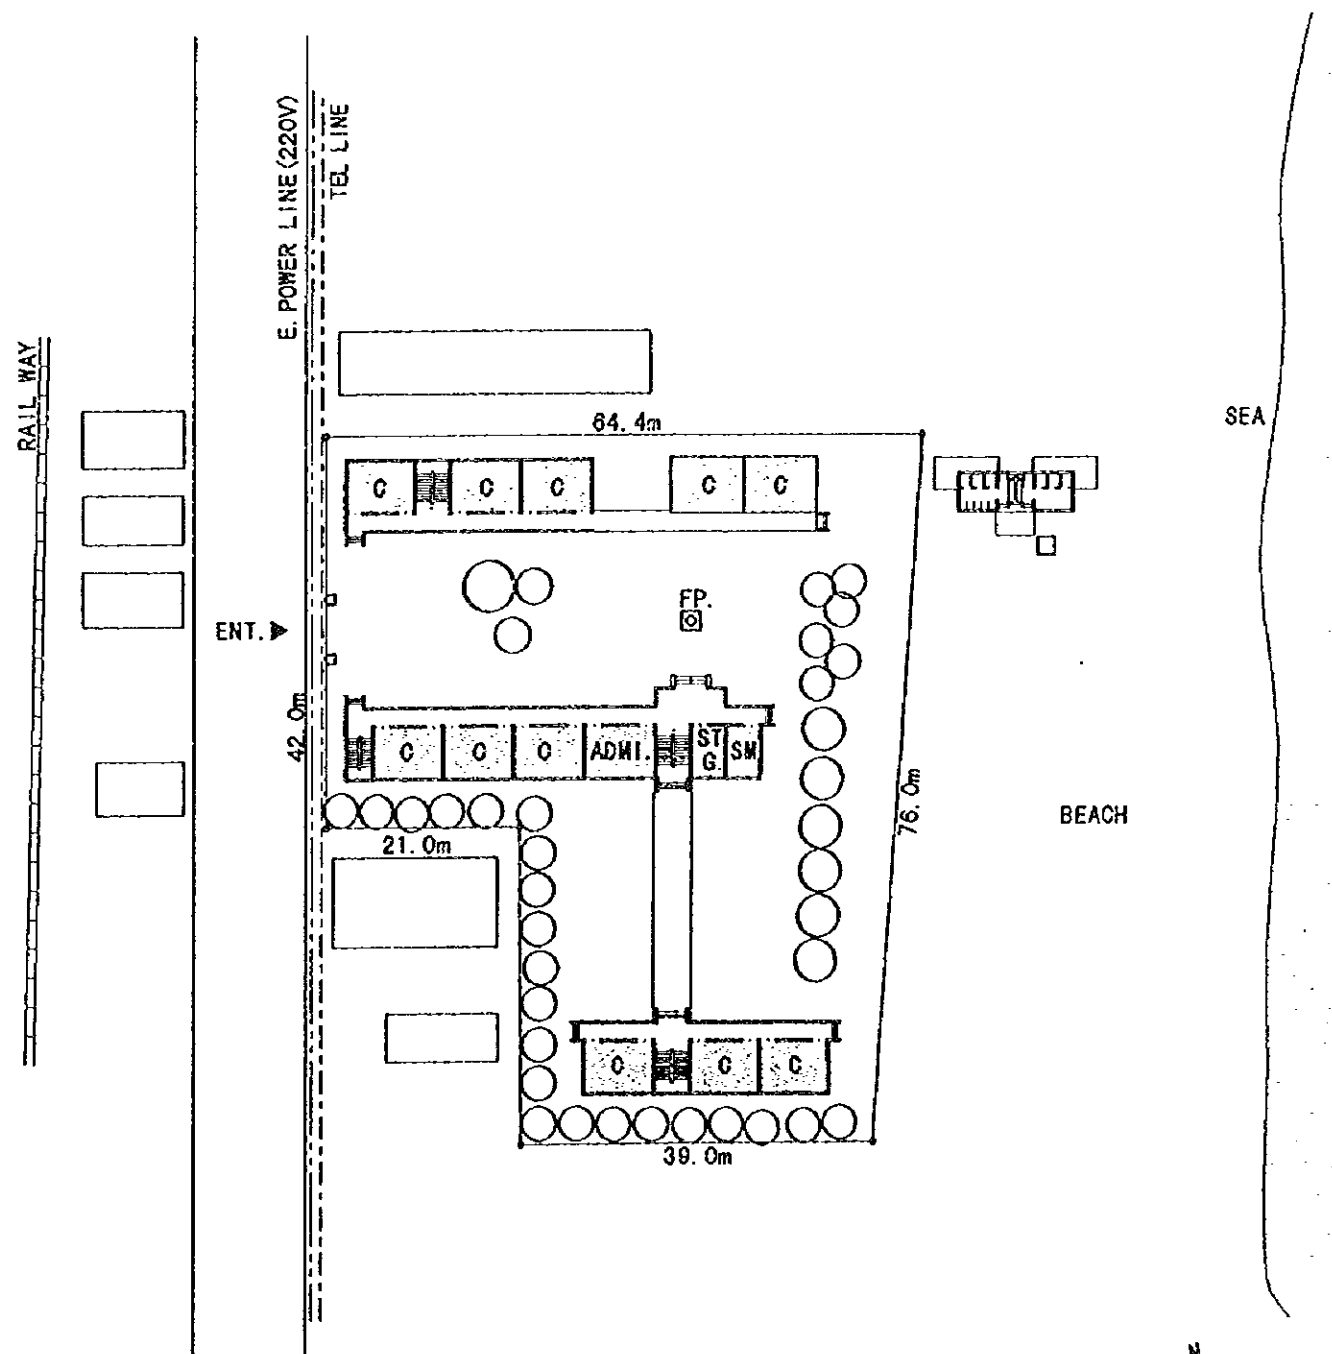 E. POWER LINE (220V)
TEL LINE
RAIL WAY
64. 4m
SEA
C
C
C
C
C
FP.
ENT.
42. 0m
C
C
C
ADMI.
ST
G.
SM
76. 0m
BEACH
21. 0m
C
C
C
39. 0m
N